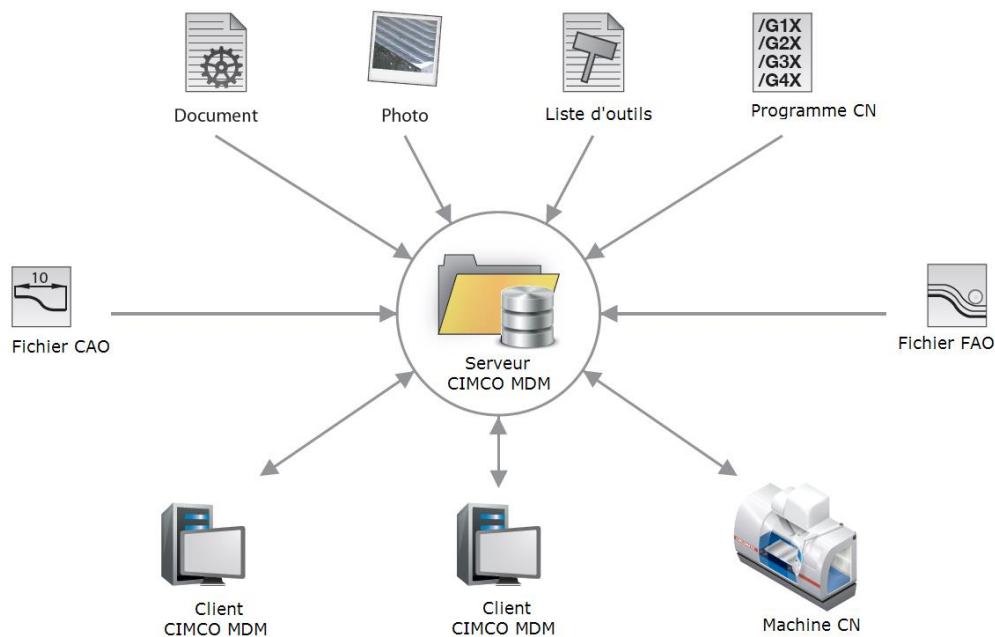 /G1X
/G2X
/G3X
/G4X
Document
Photo
Liste d'outils
Programme CN
10
Fichier CAO
Fichier FAO
Serveur
CIMCO MDM
Client
CIMCO MDM
Client
CIMCO MDM
Machine CN